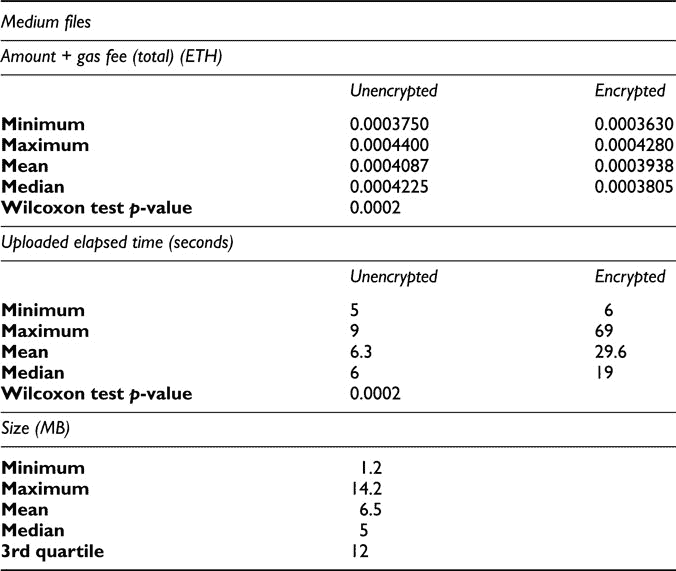 Medium files
Amount + gas fee (total) (ETH)
Unencrypted Encrypted
Minimum 0.0003750 0.0003630
Maximum 0.0004400 0.0004280
Mean 0.0004087 0.0003938
Median 0.0004225 0.0003805
Wilcoxon test p-value 0.0002
Uploaded elapsed time (seconds)
Unencrypted Encrypted
Minimum 5 6
Maximum 9 69
Mean 6.3 29.6
Median 6 19
Wilcoxon test p-value 0.0002
Size (MB)
Minimum 1.2
Maximum 14.2
Mean 6.5
Median 5
3rd quartile 12